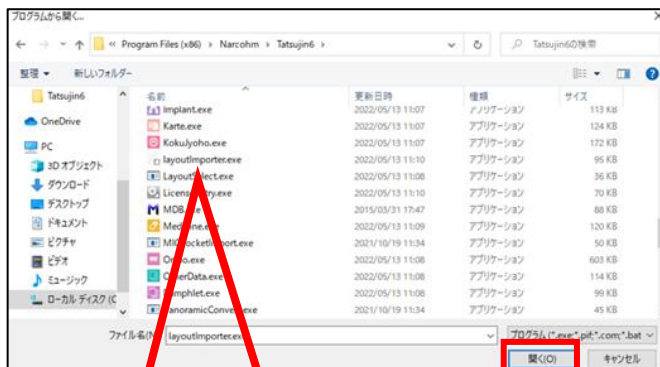 プログラムから開く...
« Program Files (x86) › Narcohm › Tatsujin6 ›
Tatsujin6の検索
整理 新しいフォルダー
名前 更新日時 種類 サイズ
Tatsujin6
OneDrive
PC
3D オブジェクト
ダウンロード
デスクトップ
ドキュメント
ピクチャ
ビデオ
ミュージック
ローカル ディスク (C
Implant.exe 2022/05/13 11:07 アプリケーション 113 KB
Karte.exe 2022/05/13 11:07 アプリケーション 124 KB
KokuJyoho.exe 2022/05/13 11:07 アプリケーション 172 KB
layoutImporter.exe 2022/05/13 11:10 アプリケーション 95 KB
LayoutSelect.exe 2022/05/13 11:08 アプリケーション 36 KB
2022/05/13 11:10 アプリケーション 70 KB
2015/03/31 17:47 アプリケーション 88 KB
2022/05/13 11:09 アプリケーション 120 KB
2021/10/19 11:34 アプリケーション 50 KB
2022/05/13 11:08 アプリケーション 603 KB
2022/05/13 11:08 アプリケーション 114 KB
2022/05/13 11:08 アプリケーション 99 KB
2021/10/19 11:34 アプリケーション 45 KB
ファイル名(N layoutImporter.exe プログラム (*.exe;*.pif;*.com;*.bat
開く(O) キャンセル